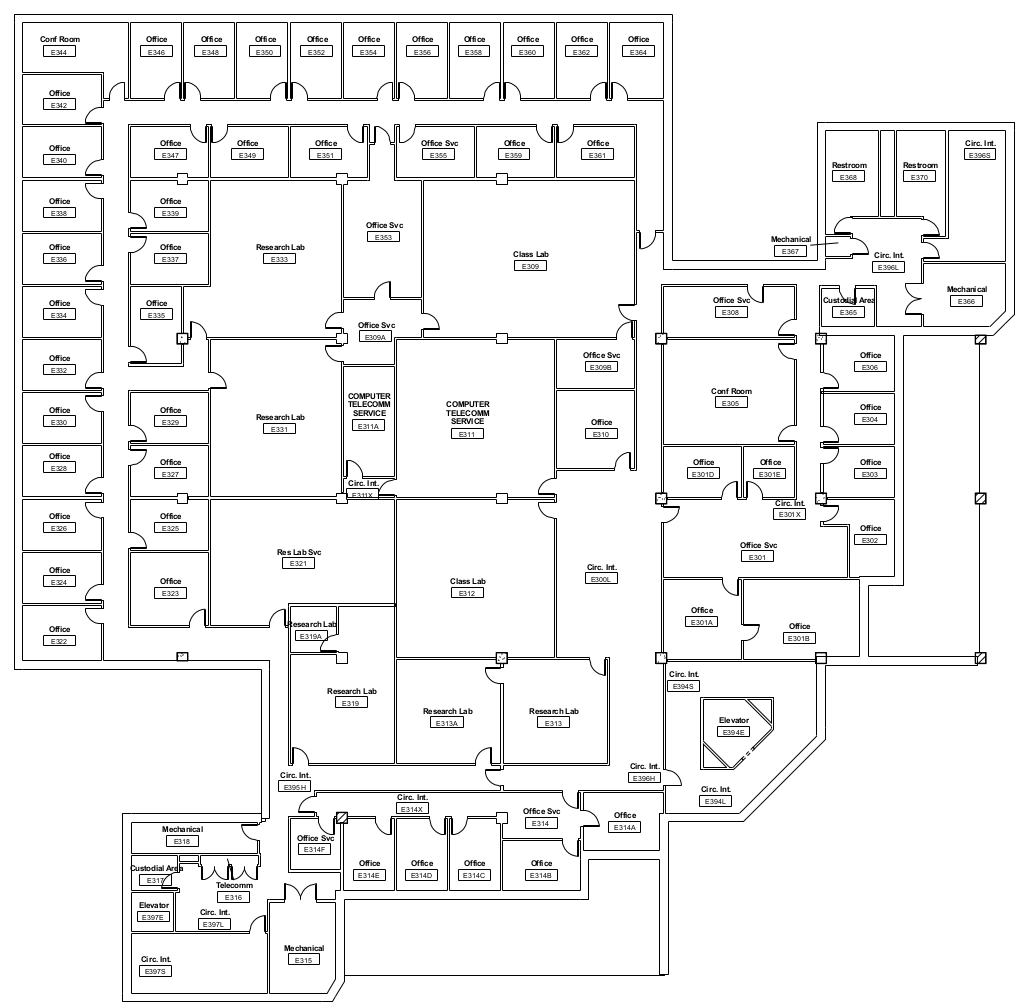 Conf Room
E344
Office
E346
Office
E348
Office
E350
Office
E352
Office
E354
Office
E356
Office
E358
Office
E360
Office
E362
Office
E364
Office
E342
Office
E340
Office
E347
Office
E349
Office
E351
Office Svc
E355
Office
E359
Office
E361
Circ. Int.
E396S
Restroom
E368
Restroom
E370
Office
E338
Office
E339
Office Svc
E353
Research Lab
E333
Class Lab
E309
Mechanical
E367
Circ. Int.
E396L
Office
E336
Office
E337
Mechanical
E366
Office
E334
Office
E335
Office Svc
E309A
Office Svc
E308
Custodial Area
E365
Office
E332
Office Svc
E309B
Office
E306
Conf Room
E305
COMPUTER
TELECOMM
SERVICE
E311A
COMPUTER
TELECOMM
SERVICE
E311
Research Lab
E331
Office
E330
Office
E329
Office
E310
Office
E304
Office
E328
Office
E327
Office
E301D
Office
E301E
Office
E303
Circ. Int.
E311X
Circ. Int.
E301X
Office
E326
Office
E325
Office
E302
Res Lab Svc
E321
Office Svc
E301
Office
E324
Office
E323
Class Lab
E312
Circ. Int.
E300L
Office
E322
Research Lab
E319A
Office
E301A
Office
E301B
Circ. Int.
E394S
Research Lab
E319
Research Lab
E313A
Research Lab
E313
Elevator
E394E
Circ. Int.
E395H
Circ. Int.
E396H
Circ. Int.
E394L
Circ. Int.
E314X
Office Svc
E314
Office
E314A
Mechanical
E318
Office Svc
E314F
Office
E314E
Office
E314D
Office
E314C
Office
E314B
Custodial Area
E317
Telecomm
E316
Elevator
E397E
Circ. Int.
E397L
Mechanical
E315
Circ. Int.
E397S